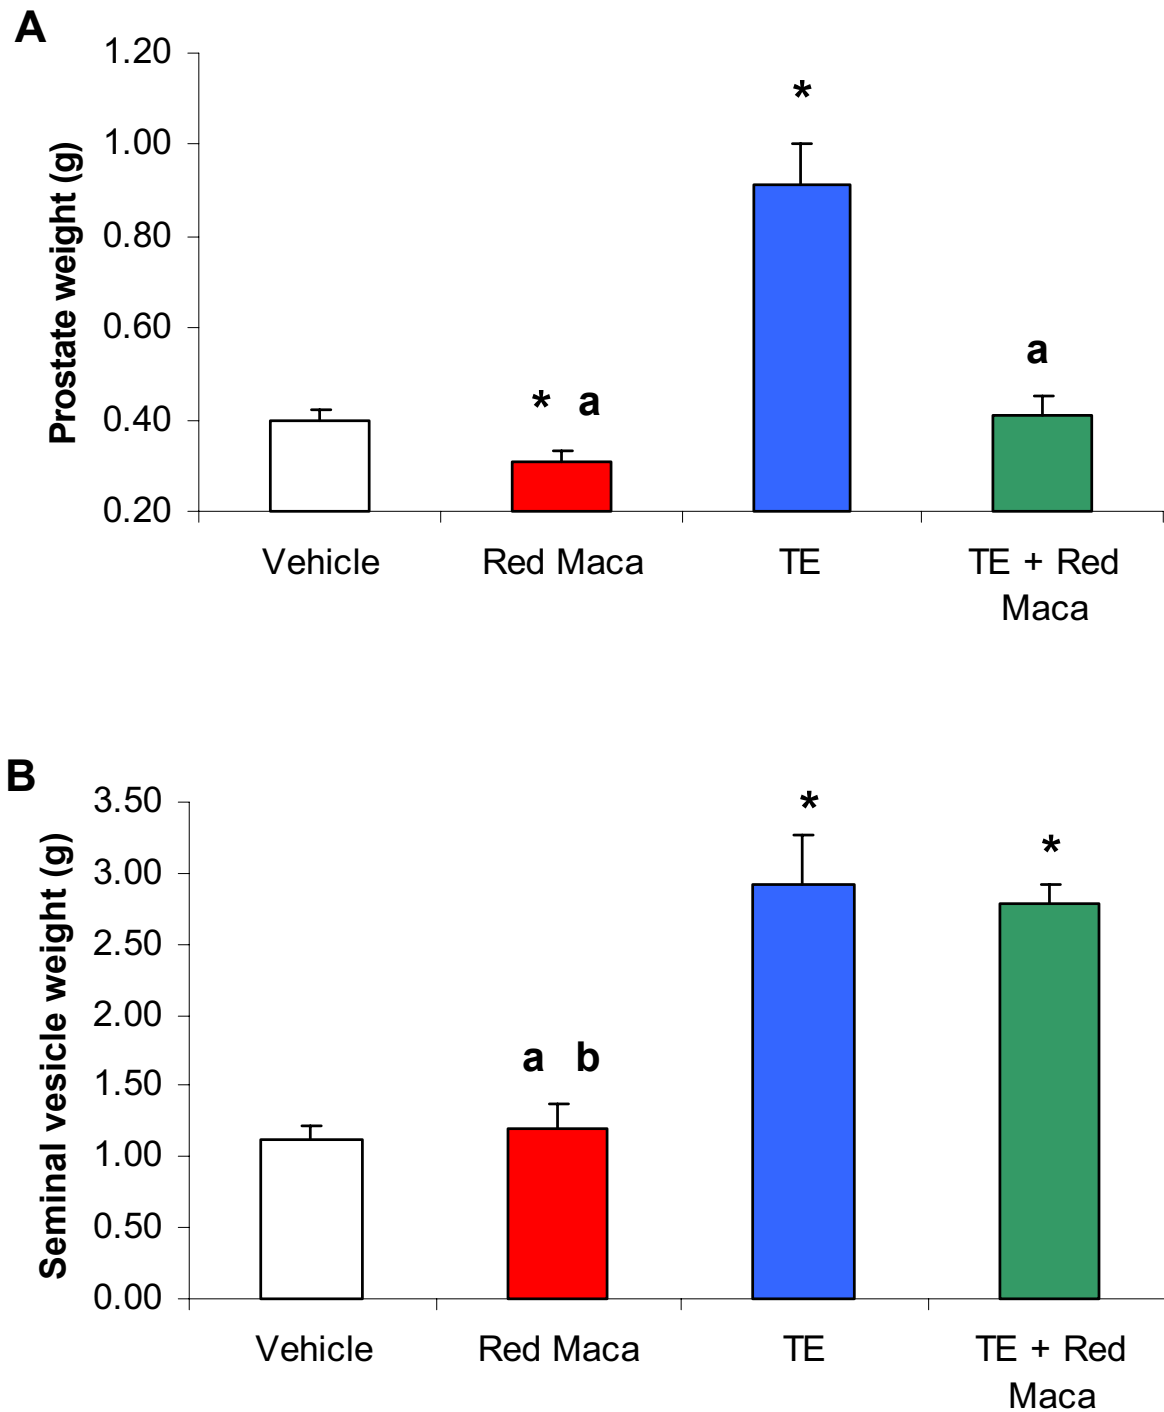 A
1.20
1.00
0.80
0.60
0.40
0.20
Prostate weight (g)
* a
*
a
Vehicle
Red Maca
TE
TE + Red
Maca
B
3.50
3.00
2.50
2.00
1.50
1.00
0.50
0.00
Seminal vesicle weight (g)
a b
*
*
Vehicle
Red Maca
TE
TE + Red
Maca